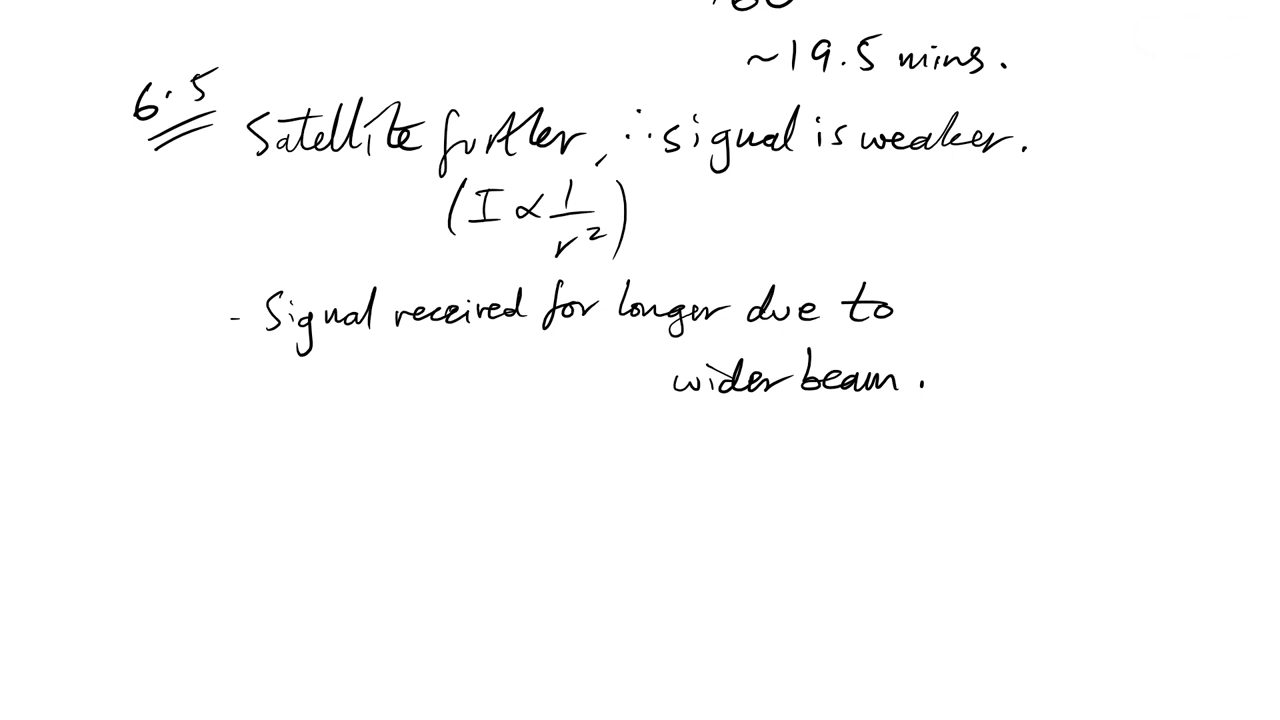 ~19.5 mins.
6.5 Satellite further, ∴ signal is weaker.
(I ∝ 1/r²)
- Signal received for longer due to
wider beam.